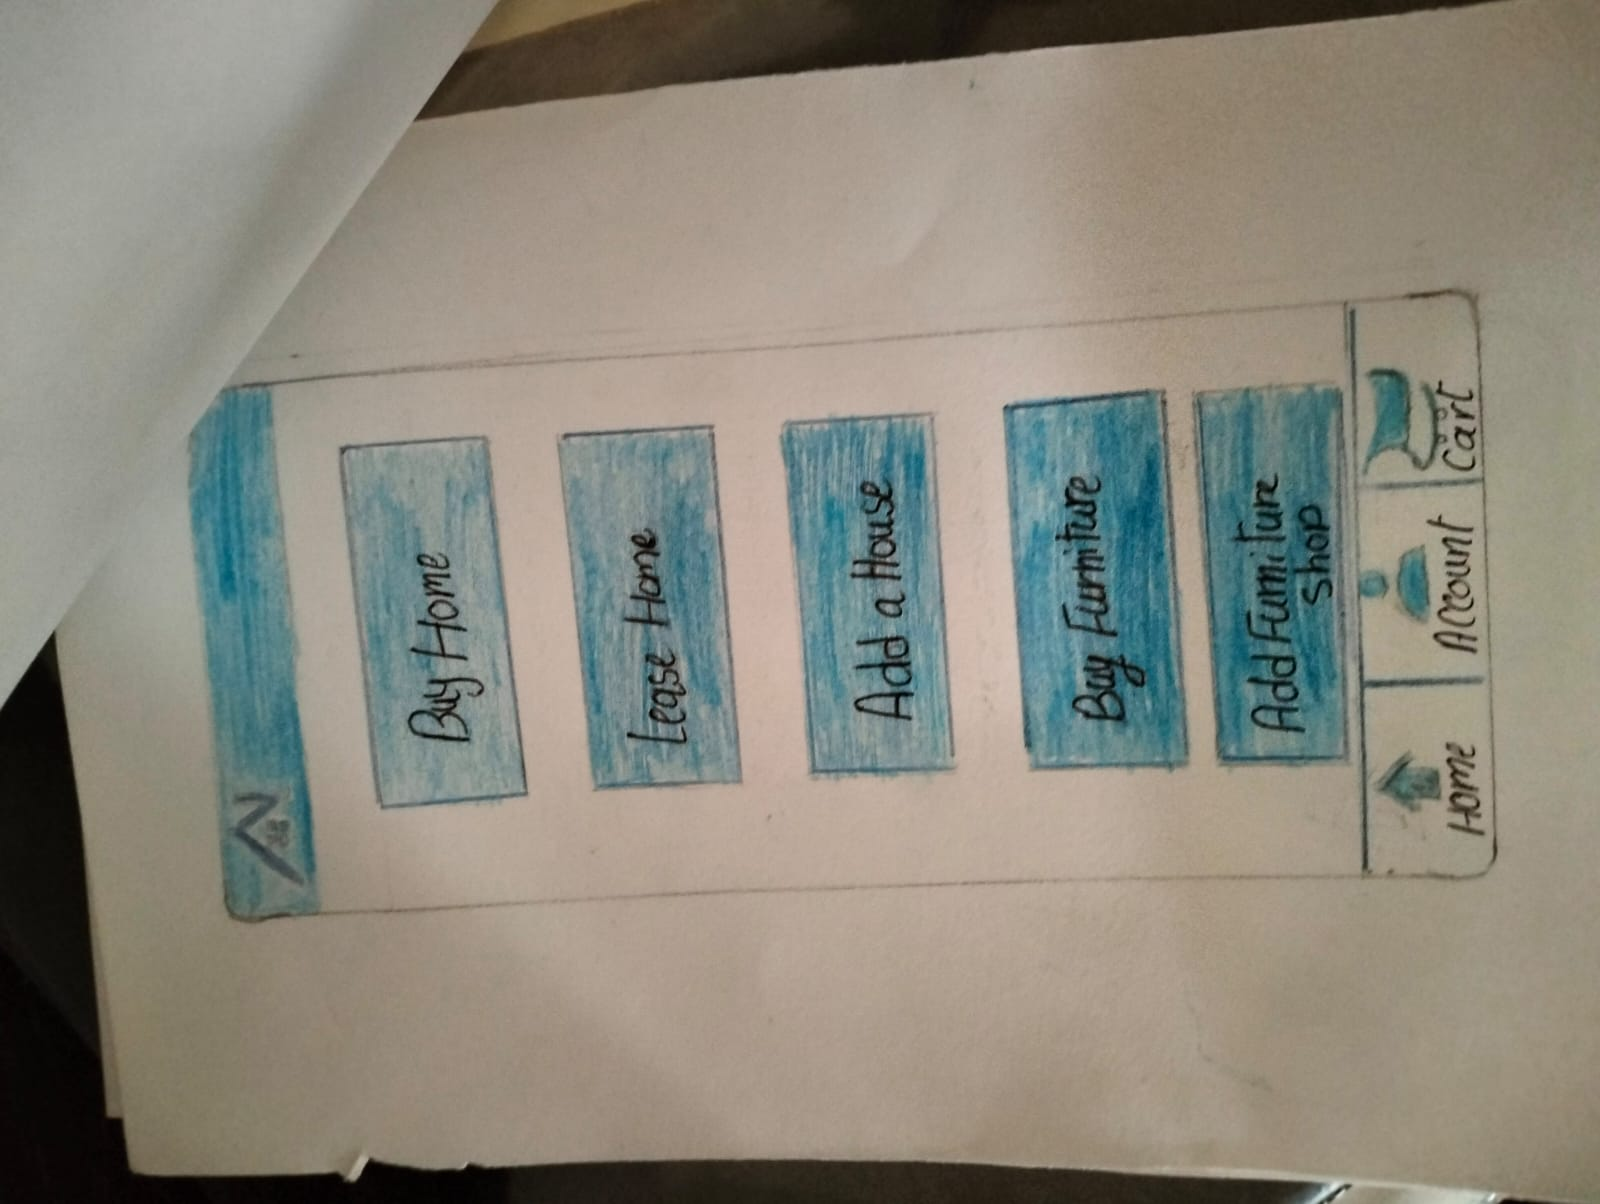 Buy Home
Lease Home
Add a House
Buy Furniture
Add Furniture
Shop
Home
Account
Cart